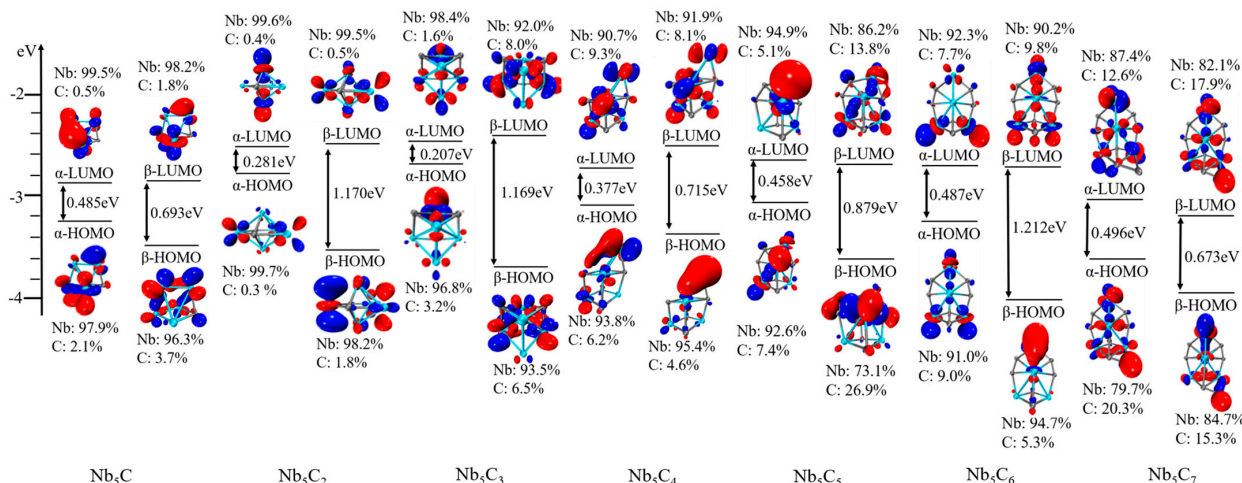 eV
-2
-3
-4
Nb: 99.5%
C: 0.5%
α-LUMO
0.485eV
α-HOMO
Nb: 97.9%
C: 2.1%
Nb: 98.2%
C: 1.8%
β-LUMO
0.693eV
β-HOMO
Nb: 96.3%
C: 3.7%
Nb: 99.6%
C: 0.4%
α-LUMO
0.281eV
α-HOMO
Nb: 99.7%
C: 0.3 %
Nb: 99.5%
C: 0.5%
β-LUMO
1.170eV
β-HOMO
Nb: 98.2%
C: 1.8%
Nb: 98.4%
C: 1.6%
α-LUMO
0.207eV
α-HOMO
Nb: 96.8%
C: 3.2%
Nb: 92.0%
C: 8.0%
β-LUMO
1.169eV
β-HOMO
Nb: 93.5%
C: 6.5%
Nb: 90.7%
C: 9.3%
α-LUMO
0.377eV
α-HOMO
Nb: 93.8%
C: 6.2%
Nb: 91.9%
C: 8.1%
β-LUMO
0.715eV
β-HOMO
Nb: 95.4%
C: 4.6%
Nb: 94.9%
C: 5.1%
α-LUMO
0.458eV
α-HOMO
Nb: 92.6%
C: 7.4%
Nb: 86.2%
C: 13.8%
β-LUMO
0.879eV
β-HOMO
Nb: 73.1%
C: 26.9%
Nb: 92.3%
C: 7.7%
α-LUMO
0.487eV
α-HOMO
Nb: 91.0%
C: 9.0%
Nb: 90.2%
C: 9.8%
β-LUMO
1.212eV
β-HOMO
Nb: 94.7%
C: 5.3%
Nb: 87.4%
C: 12.6%
α-LUMO
0.496eV
α-HOMO
Nb: 79.7%
C: 20.3%
Nb: 82.1%
C: 17.9%
β-LUMO
0.673eV
β-HOMO
Nb: 84.7%
C: 15.3%
Nb₅C
Nb₅C₂
Nb₅C₃
Nb₅C₄
Nb₅C₅
Nb₅C₆
Nb₅C₇